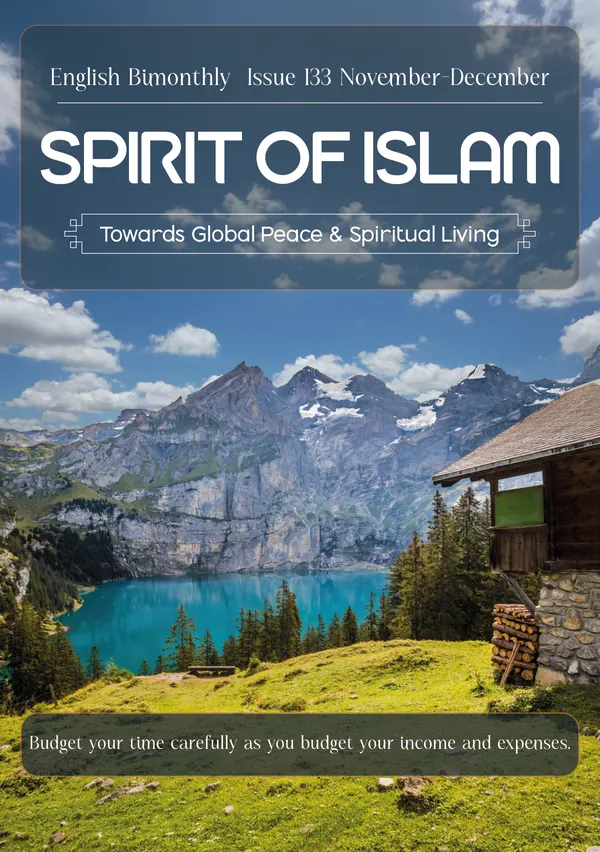 English Bimonthly Issue 133 November-December
SPIRIT OF ISLAM
Towards Global Peace & Spiritual Living
Budget your time carefully as you budget your income and expenses.